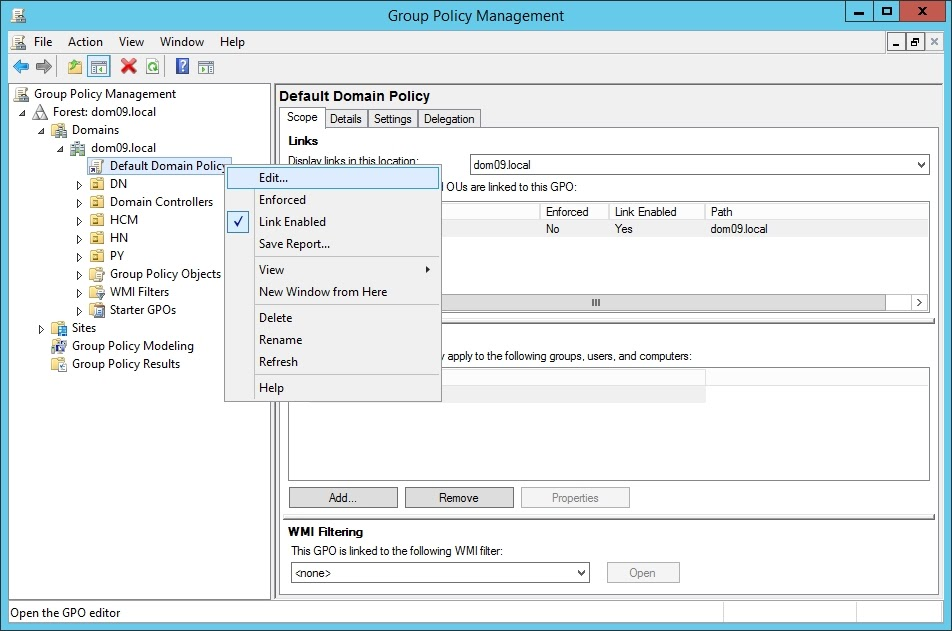 Group Policy Management
File Action View Window Help
Group Policy Management
Forest: dom09.local
Domains
dom09.local
Default Domain Policy
DN
Domain Controllers
HCM
HN
PY
Group Policy Objects
WMI Filters
Starter GPOs
Sites
Group Policy Modeling
Group Policy Results
Edit...
Enforced
Link Enabled
Save Report...
View
New Window from Here
Delete
Rename
Refresh
Help
Default Domain Policy
Scope Details Settings Delegation
Links
Display links in this location: dom09.local
OUs are linked to this GPO:
Enforced Link Enabled Path
No Yes dom09.local
apply to the following groups, users, and computers:
Add... Remove Properties
WMI Filtering
This GPO is linked to the following WMI filter:
<none> Open
Open the GPO editor